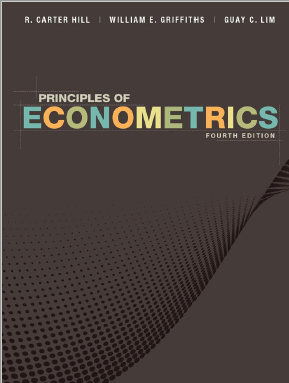 R. CARTER HILL | WILLIAM E. GRIFFITHS | GUAY C. LIM
PRINCIPLES OF
ECONOMETRICS
FOURTH EDITION